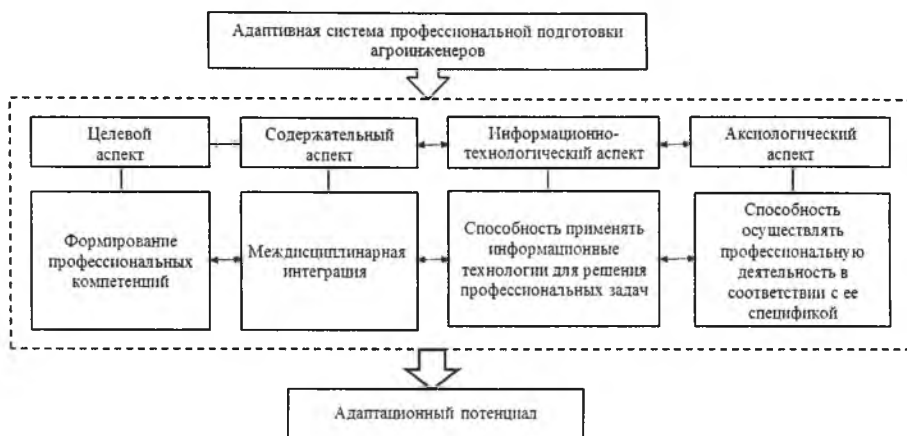 Адаптивная система профессиональной подготовки
агроинженеров
Целевой
аспект
Содержательный
аспект
Информационно-
технологический аспект
Аксиологический
аспект
Формирование
профессиональных
компетенций
Междисциплинарная
интеграция
Способность применять
информационные
технологии для решения
профессиональных задач
Способность
осуществлять
профессиональную
деятельность в
соответствии с ее
спецификой
Адаптационный потенциал